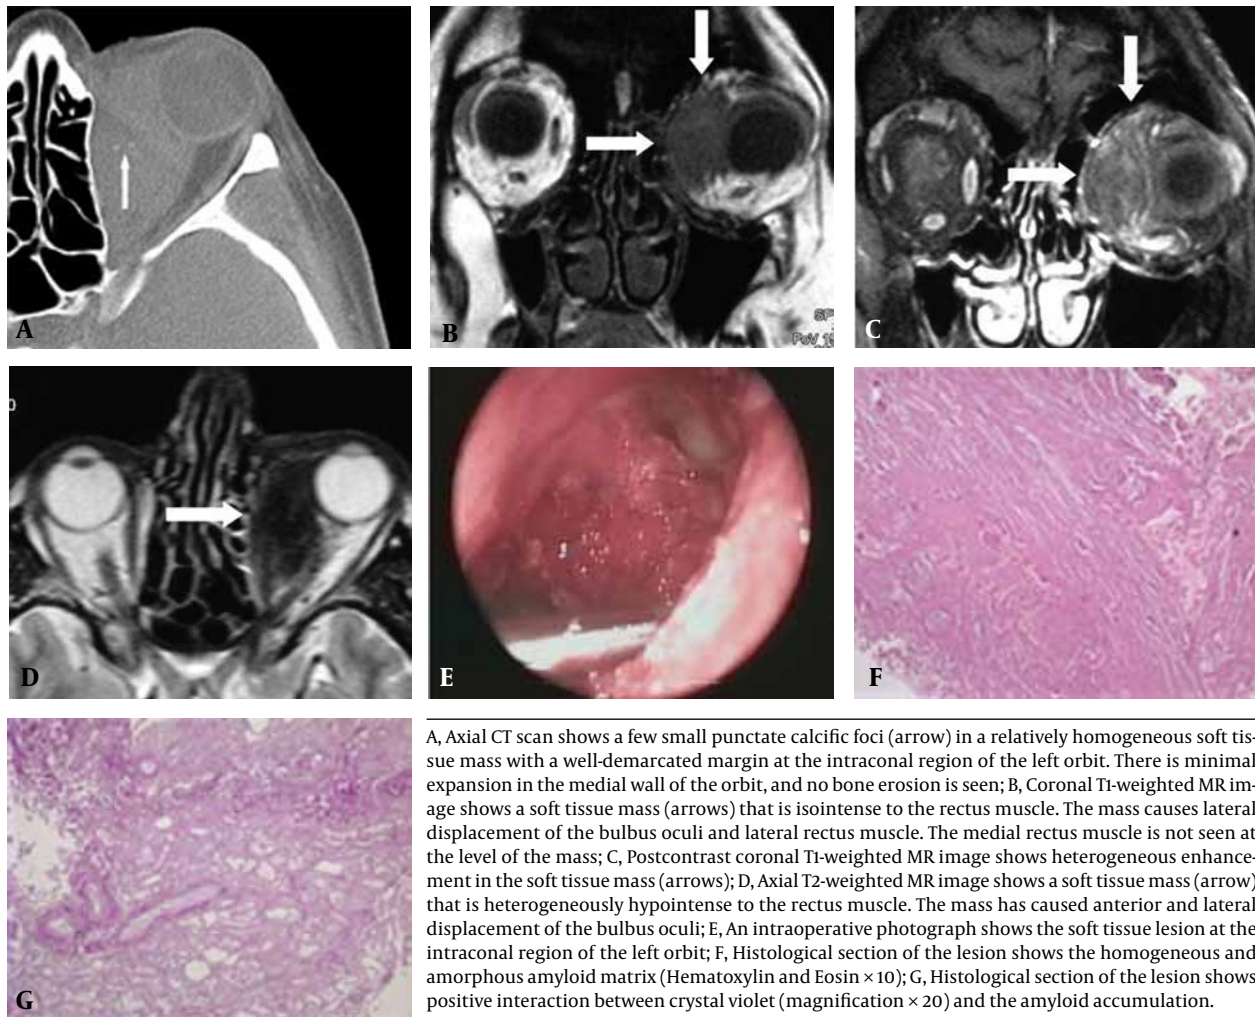 A
B
SP
FoV 1
C
D
E
F
G
A, Axial CT scan shows a few small punctate calcific foci (arrow) in a relatively homogeneous soft tis-
sue mass with a well-demarcated margin at the intraconal region of the left orbit. There is minimal
expansion in the medial wall of the orbit, and no bone erosion is seen; B, Coronal T1-weighted MR im-
age shows a soft tissue mass (arrows) that is isointense to the rectus muscle. The mass causes lateral
displacement of the bulbus oculi and lateral rectus muscle. The medial rectus muscle is not seen at
the level of the mass; C, Postcontrast coronal T1-weighted MR image shows heterogeneous enhance-
ment in the soft tissue mass (arrows); D, Axial T2-weighted MR image shows a soft tissue mass (arrow)
that is heterogeneously hypointense to the rectus muscle. The mass has caused anterior and lateral
displacement of the bulbus oculi; E, An intraoperative photograph shows the soft tissue lesion at the
intraconal region of the left orbit; F, Histological section of the lesion shows the homogeneous and
amorphous amyloid matrix (Hematoxylin and Eosin × 10); G, Histological section of the lesion shows
positive interaction between crystal violet (magnification × 20) and the amyloid accumulation.